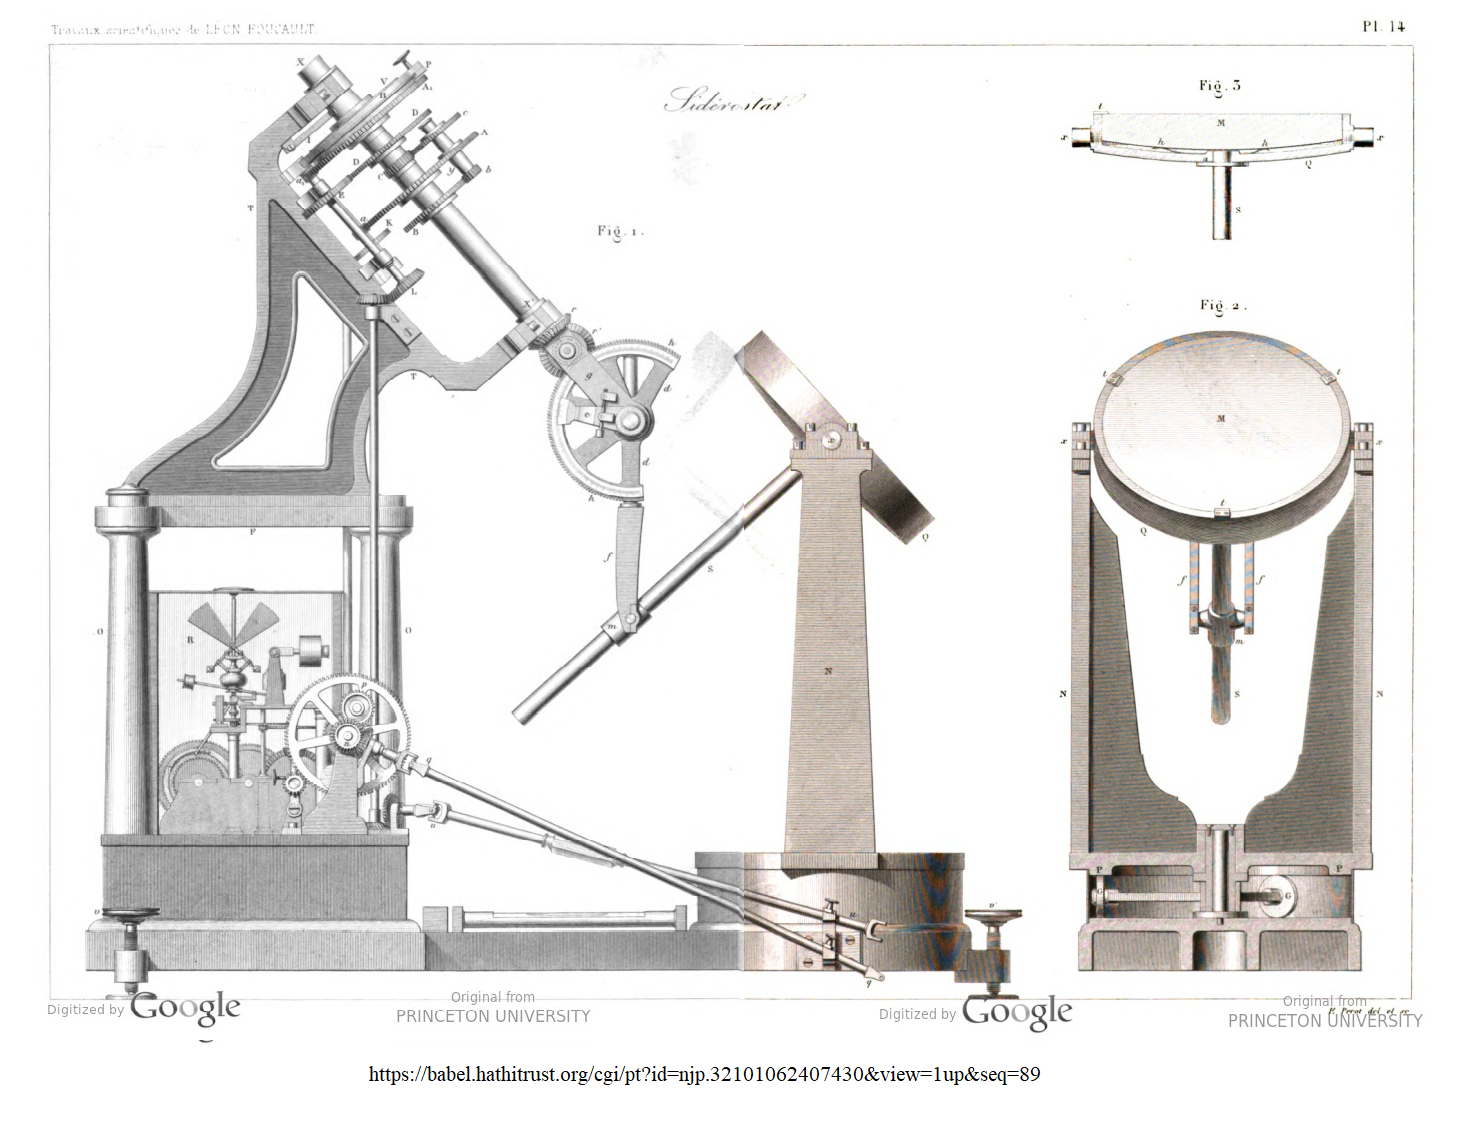 Travaux scientifiques de LÉON FOUCAULT.
Pl. 14
Sidérostat
Fig. 3
Fig. 1.
Fig. 2.
X
P
V
n
A₁
D
c
A
I
D
C
y
b
a
E
T
a
K
B
L
X'
r
r'
h
T
g
d
e
d
h
f
m
S
x
Q
N
F
O
O
R
p
n
q
u
u
q
v
v'
t
M
x
x
h
h
Q
S
t
t
M
x
x
t
Q
f
f
m
S
N
N
P
P
G
G
E. Perot del. et sc.
Digitized by Google
Original from
PRINCETON UNIVERSITY
Digitized by Google
Original from
PRINCETON UNIVERSITY
https://babel.hathitrust.org/cgi/pt?id=njp.32101062407430&view=1up&seq=89